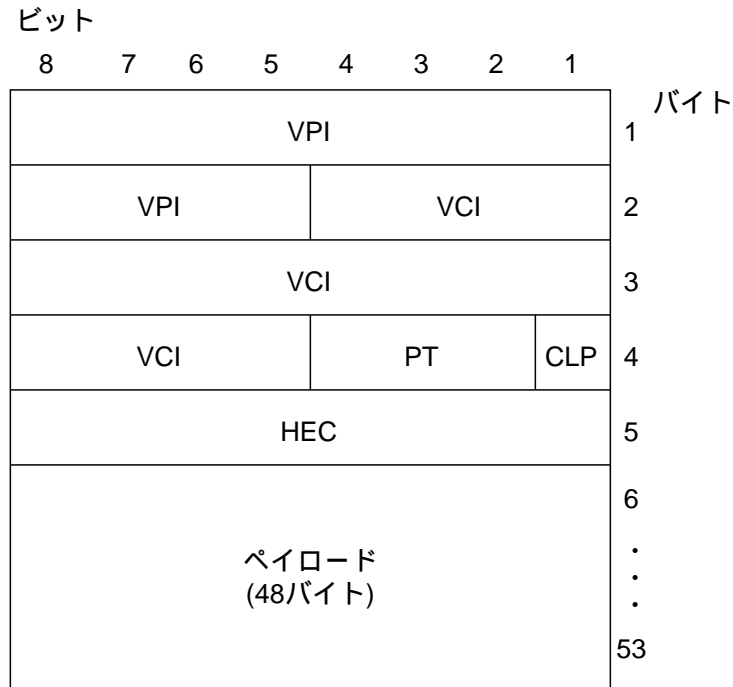 ビット
8 7 6 5 4 3 2 1
バイト
VPI 1
VPI VCI 2
VCI 3
VCI PT CLP 4
HEC 5
6
ペイロード
(48バイト)
・
・
・
53